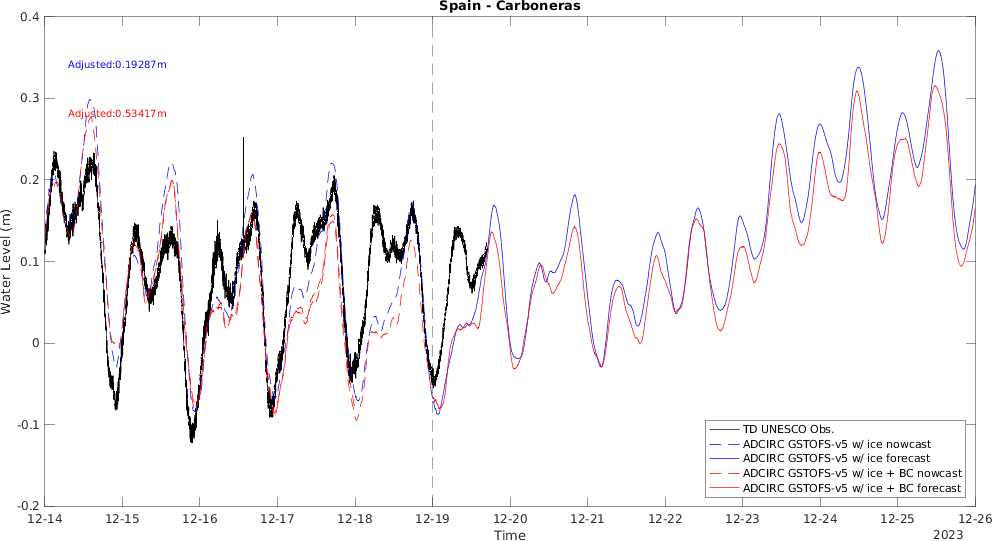 Spain - Carboneras
0.4
Adjusted:0.19287m
0.3
Adjusted:0.53417m
0.2
0.1
0
-0.1
-0.2
Water Level (m)
TD UNESCO Obs.
ADCIRC GSTOFS-v5 w/ ice nowcast
ADCIRC GSTOFS-v5 w/ ice forecast
ADCIRC GSTOFS-v5 w/ ice + BC nowcast
ADCIRC GSTOFS-v5 w/ ice + BC forecast
12-14 12-15 12-16 12-17 12-18 12-19 12-20 12-21 12-22 12-23 12-24 12-25 12-26
Time
2023